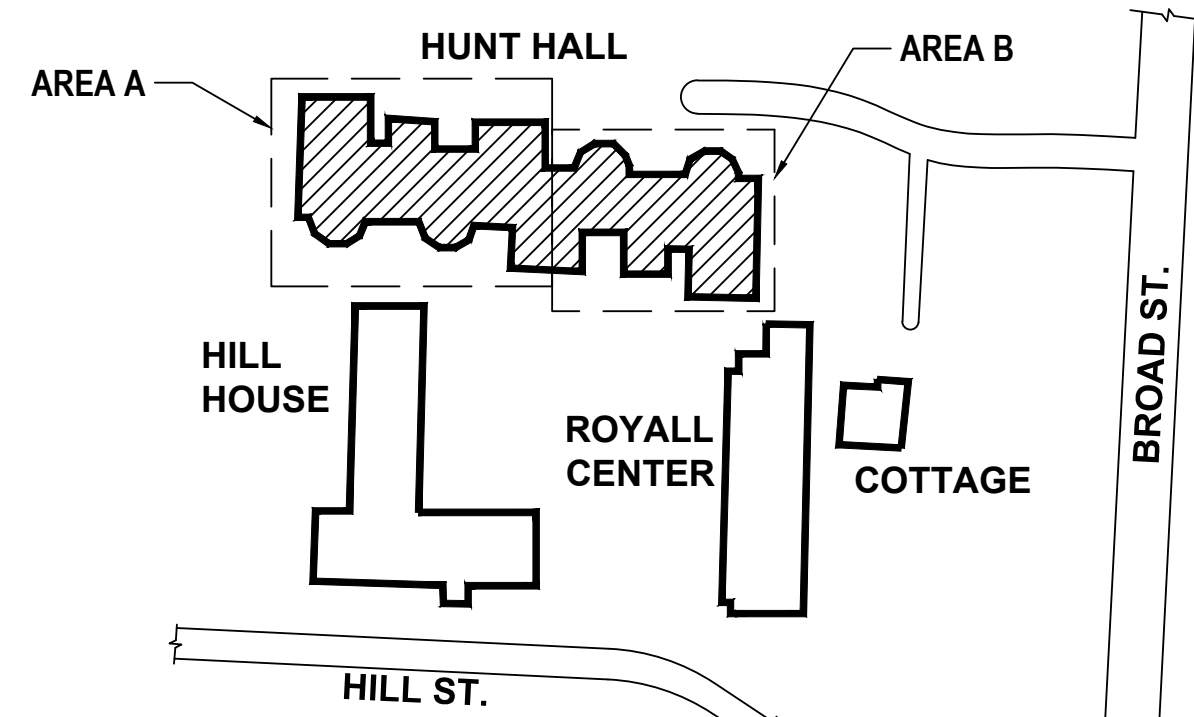 HUNT HALL
AREA A
AREA B
HILL
HOUSE
ROYALL
CENTER
COTTAGE
BROAD ST.
HILL ST.